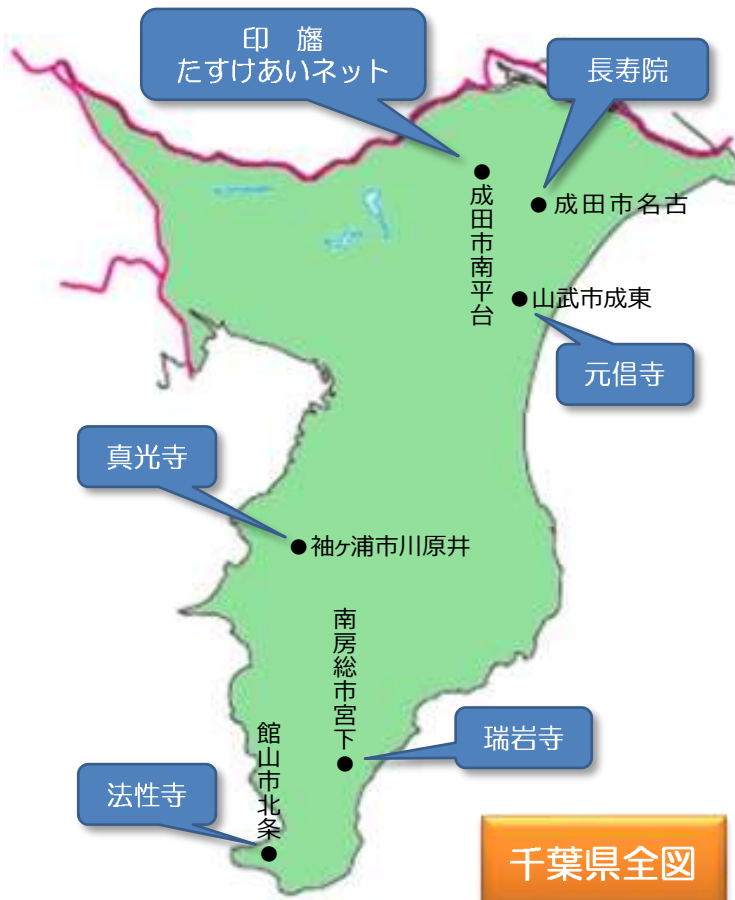 印 旛
たすけあいネット
長寿院
成田市南平台
成田市名古
山武市成東
元倡寺
真光寺
袖ヶ浦市川原井
南房総市宮下
瑞岩寺
館山市北条
法性寺
千葉県全図